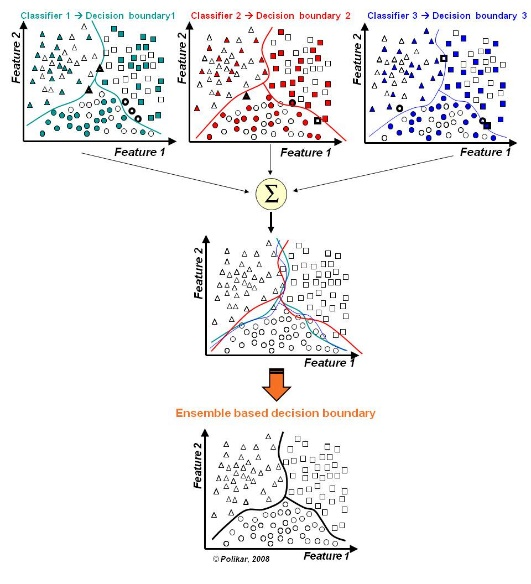 Classifier 1 → Decision boundary1
Classifier 2 → Decision boundary 2
Classifier 3 → Decision boundary 3
Feature 2
Feature 1
Feature 2
Feature 1
Feature 2
Feature 1
Σ
Feature 2
Feature 1
Ensemble based decision boundary
Feature 2
Feature 1
© Polikar, 2008